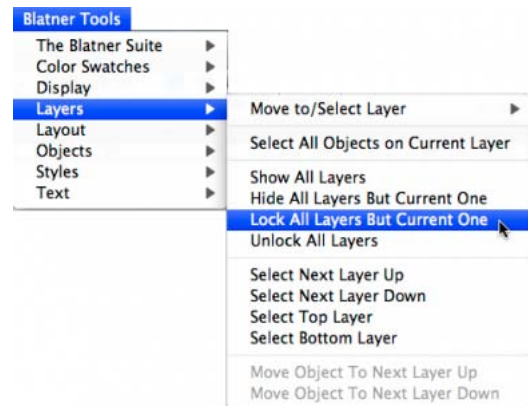 Blatner Tools
The Blatner Suite
Color Swatches
Display
Layers
Layout
Objects
Styles
Text
Move to/Select Layer
Select All Objects on Current Layer
Show All Layers
Hide All Layers But Current One
Lock All Layers But Current One
Unlock All Layers
Select Next Layer Up
Select Next Layer Down
Select Top Layer
Select Bottom Layer
Move Object To Next Layer Up
Move Object To Next Layer Down